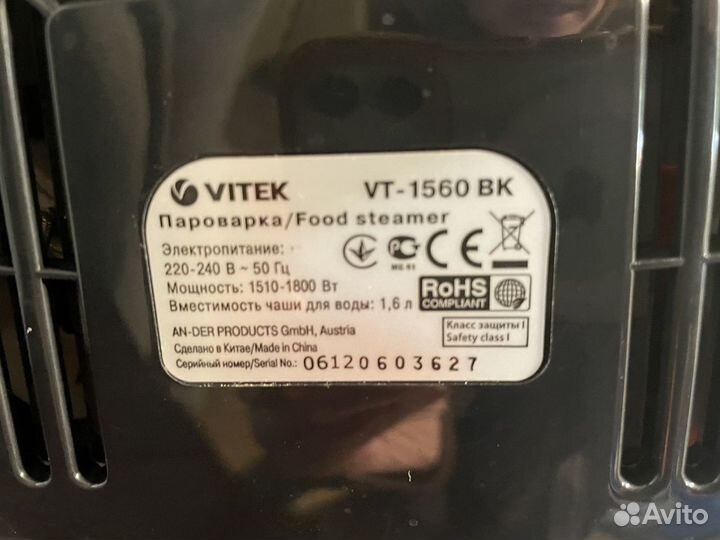 VITEK VT-1560 BK
Пароварка/Food steamer
Электропитание:
220-240 В ~ 50 Гц
Мощность: 1510-1800 Вт
Вместимость чаши для воды: 1,6 л
CE
RoHS
COMPLIANT
AN-DER PRODUCTS GmbH, Austria
Сделано в Китае/Made in China
Серийный номер/Serial No.: 06120603627
Класс защиты I
Safety class I
Avito